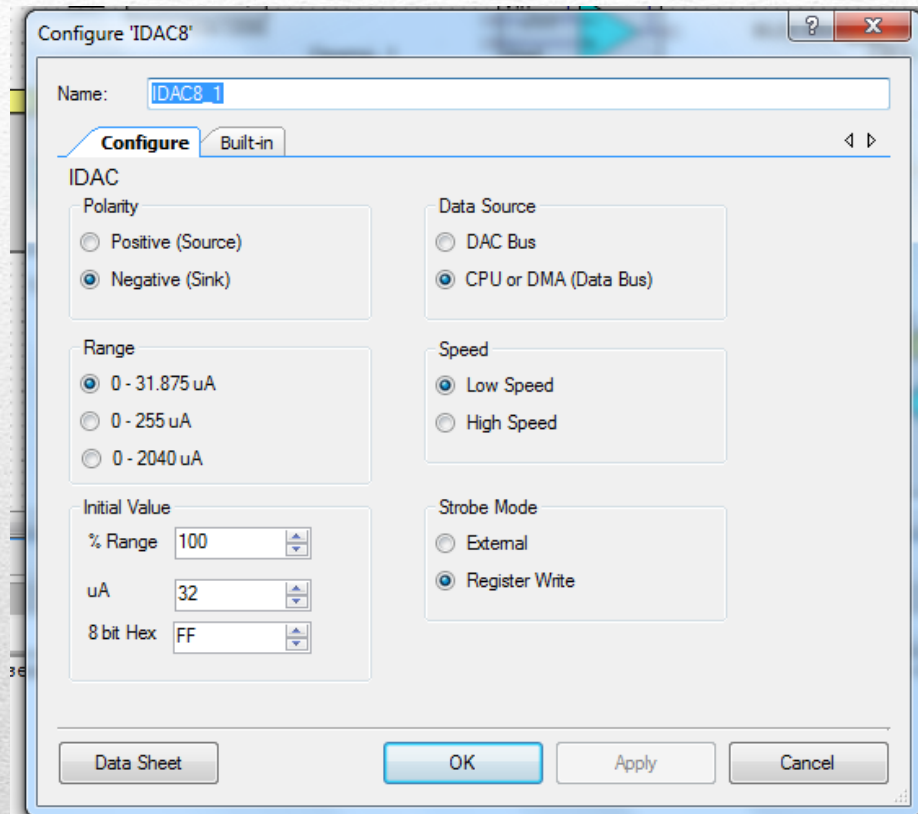 Configure 'IDAC8'
Name: IDAC8_1
Configure Built-in
IDAC
Polarity
Positive (Source)
Negative (Sink)
Data Source
DAC Bus
CPU or DMA (Data Bus)
Range
0 - 31.875 uA
0 - 255 uA
0 - 2040 uA
Speed
Low Speed
High Speed
Initial Value
% Range 100
uA 32
8 bit Hex FF
Strobe Mode
External
Register Write
Data Sheet OK Apply Cancel